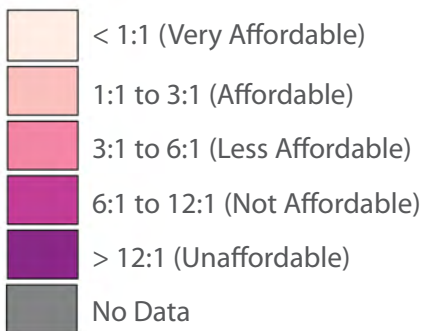 < 1:1 (Very Affordable)
1:1 to 3:1 (Affordable)
3:1 to 6:1 (Less Affordable)
6:1 to 12:1 (Not Affordable)
> 12:1 (Unaffordable)
No Data